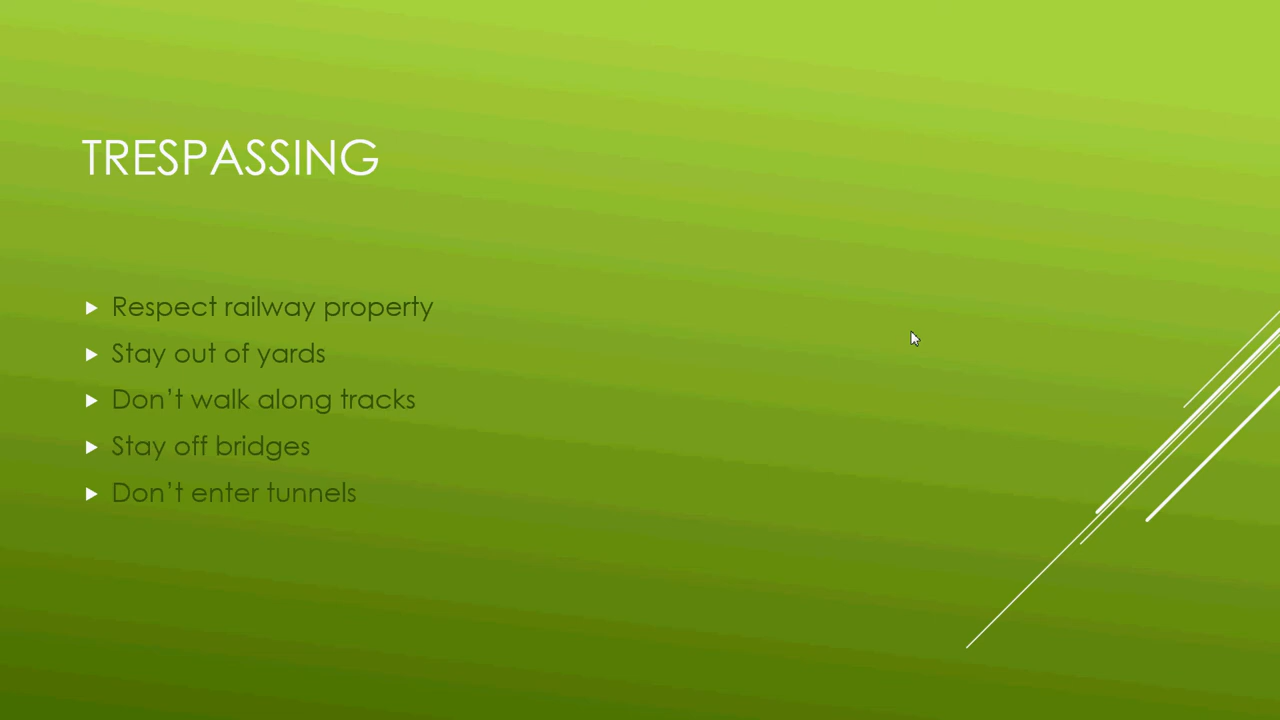 TRESPASSING
Respect railway property
Stay out of yards
Don’t walk along tracks
Stay off bridges
Don’t enter tunnels